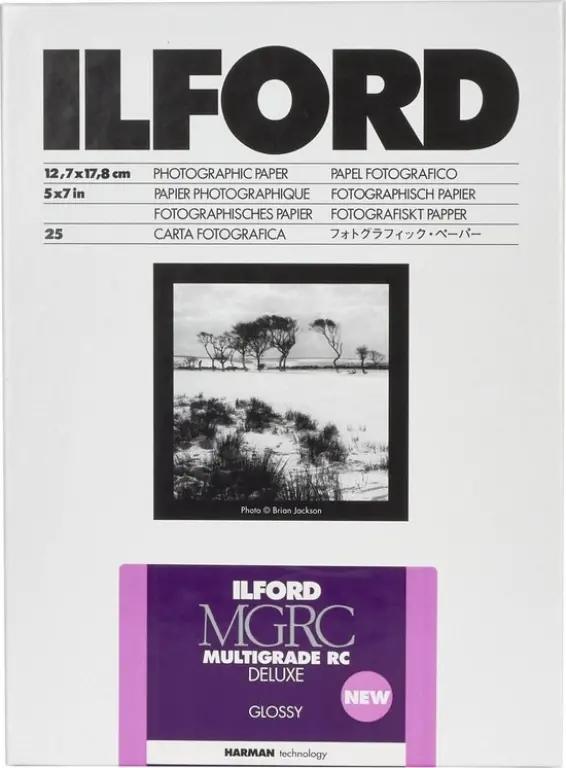 ILFORD
12,7x17,8 cm PHOTOGRAPHIC PAPER PAPEL FOTOGRAFICO
5x7 in PAPIER PHOTOGRAPHIQUE FOTOGRAFISCH PAPIER
FOTOGRAPHISCHES PAPIER FOTOGRAFISKT PAPPER
25 CARTA FOTOGRAFICA フォトグラフィック・ペーパー
Photo © Brian Jackson
ILFORD
MGRC
MULTIGRADE RC
DELUXE
NEW
GLOSSY
HARMAN technology